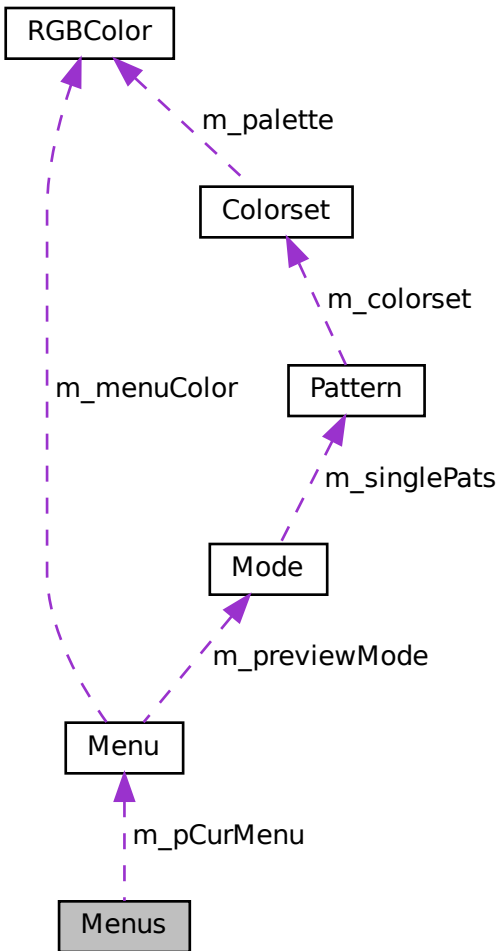 RGBColor
m_palette
Colorset
m_colorset
m_menuColor
Pattern
m_singlePats
Mode
m_previewMode
Menu
m_pCurMenu
Menus